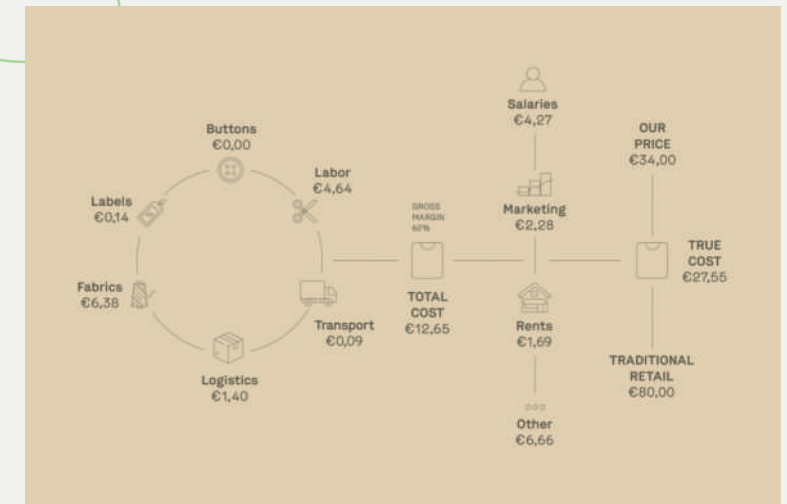 Buttons
€0,00
Labor
€4,64
Labels
€0,14
Fabrics
€6,38
Transport
€0,09
Logistics
€1,40
GROSS
MARGIN
60%
TOTAL
COST
€12,65
Salaries
€4,27
Marketing
€2,28
Rents
€1,69
Other
€6,66
OUR
PRICE
€34,00
TRUE
COST
€27,55
TRADITIONAL
RETAIL
€80,00